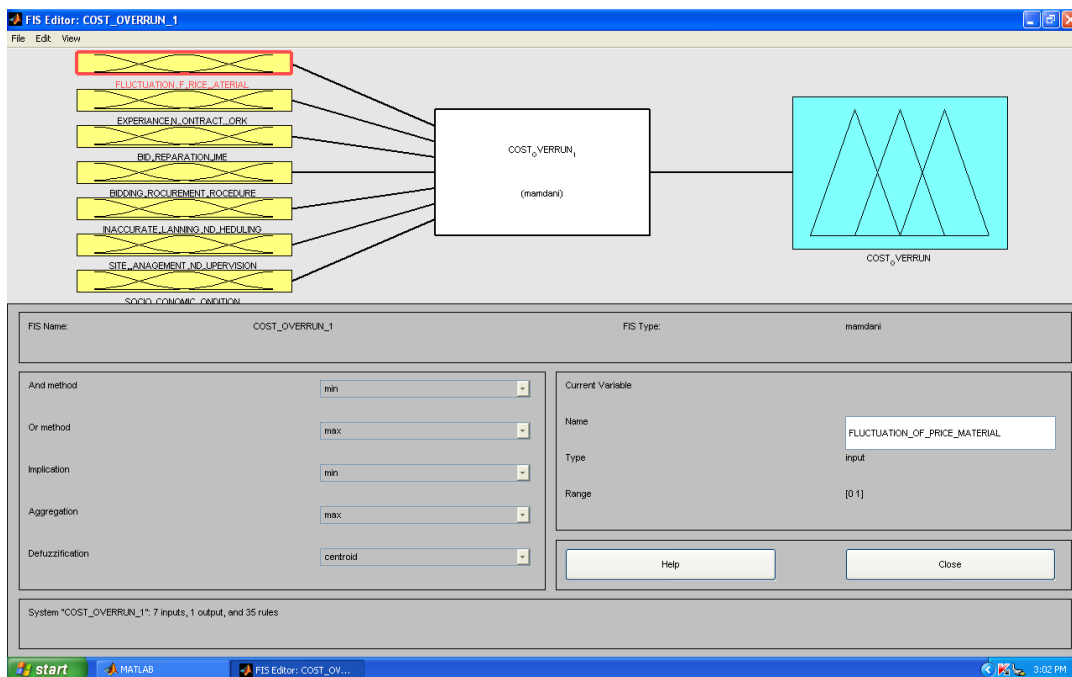 FIS Editor: COST_OVERRUN_1
File Edit View
FLUCTUATION_F_RICE_ATERIAL
EXPERIANCE_N_ONTRACT_ORK
BID_REPARATION_IME
BIDDING_ROCUREMENT_ROCEDURE
INACCURATE_LANNING_ND_HEDULING
SITE_ANAGEMENT_ND_UPERVISION
SOCIO_CONOMIC_ONDITION
COST_OVERRUN_1
(mamdani)
COST_OVERRUN
FIS Name: COST_OVERRUN_1 FIS Type: mamdani
And method min
Or method max
Implication min
Aggregation max
Defuzzification centroid
Current Variable
Name FLUCTUATION_OF_PRICE_MATERIAL
Type input
Range [0 1]
Help Close
System "COST_OVERRUN_1": 7 inputs, 1 output, and 35 rules
start MATLAB FIS Editor: COST_OV... 3:02 PM